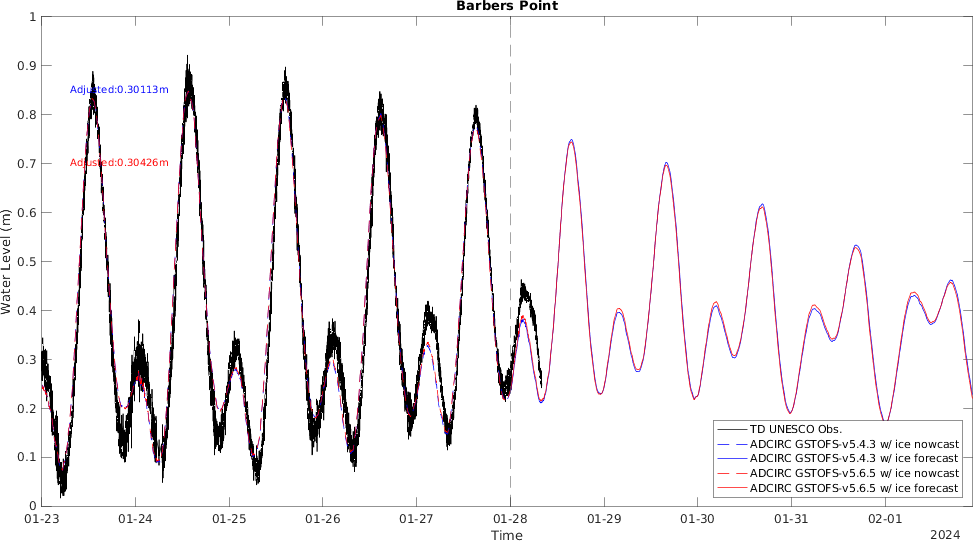 Barbers Point
1
0.9
0.8
0.7
0.6
0.5
0.4
0.3
0.2
0.1
0
Water Level (m)
Adjusted:0.30113m
Adjusted:0.30426m
TD UNESCO Obs.
ADCIRC GSTOFS-v5.4.3 w/ ice nowcast
ADCIRC GSTOFS-v5.4.3 w/ ice forecast
ADCIRC GSTOFS-v5.6.5 w/ ice nowcast
ADCIRC GSTOFS-v5.6.5 w/ ice forecast
01-23 01-24 01-25 01-26 01-27 01-28 01-29 01-30 01-31 02-01
Time
2024